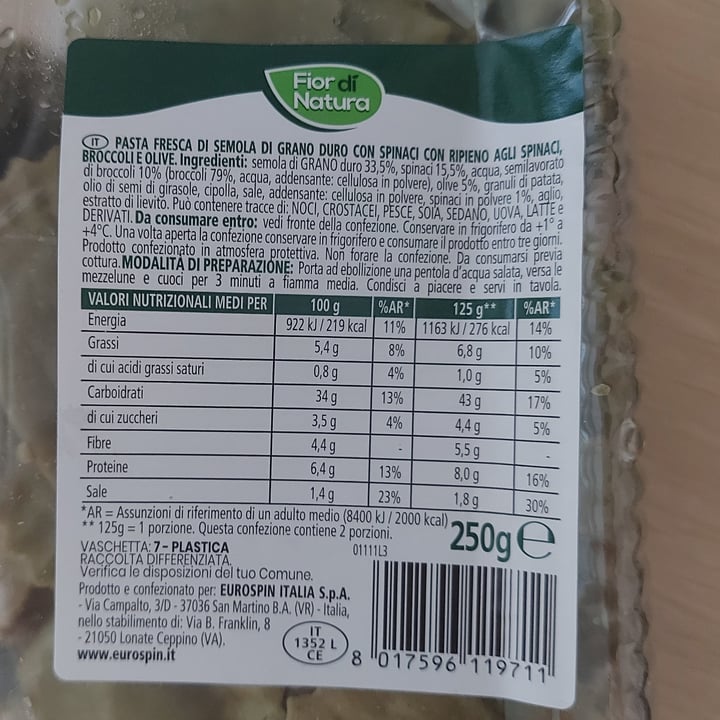 Fior di
Natura
IT PASTA FRESCA DI SEMOLA DI GRANO DURO CON SPINACI CON RIPIENO AGLI SPINACI,
BROCCOLI E OLIVE. Ingredienti: semola di GRANO duro 33,5%, spinaci 15,5%, acqua, semilavorato
di broccoli 10% (broccoli 79%, acqua, addensante: cellulosa in polvere), olive 5%, granuli di patata,
olio di semi di girasole, cipolla, sale, addensante: cellulosa in polvere, spinaci in polvere 1%, aglio,
estratto di lievito. Può contenere tracce di: NOCI, CROSTACEI, PESCE, SOIA, SEDANO, UOVA, LATTE e
DERIVATI. Da consumare entro: vedi fronte della confezione. Conservare in frigorifero da +1° a
+4°C. Una volta aperta la confezione conservare in frigorifero e consumare il prodotto entro tre giorni.
Prodotto confezionato in atmosfera protettiva. Non forare la confezione. Da consumarsi previa
cottura. MODALITÀ DI PREPARAZIONE: Porta ad ebollizione una pentola d'acqua salata, versa le
mezzelune e cuoci per 3 minuti a fiamma media. Condisci a piacere e servi in tavola.
VALORI NUTRIZIONALI MEDI PER 100 g %AR* 125 g** %AR*
Energia 922 kJ / 219 kcal 11% 1163 kJ / 276 kcal 14%
Grassi 5,4 g 8% 6,8 g 10%
di cui acidi grassi saturi 0,8 g 4% 1,0 g 5%
Carboidrati 34 g 13% 43 g 17%
di cui zuccheri 3,5 g 4% 4,4 g 5%
Fibre 4,4 g - 5,5 g -
Proteine 6,4 g 13% 8,0 g 16%
Sale 1,4 g 23% 1,8 g 30%
*AR = Assunzioni di riferimento di un adulto medio (8400 kJ / 2000 kcal)
** 125g = 1 porzione. Questa confezione contiene 2 porzioni.
250g e
VASCHETTA: 7 - PLASTICA
01111L3
RACCOLTA DIFFERENZIATA.
Verifica le disposizioni del tuo Comune.
Prodotto e confezionato per: EUROSPIN ITALIA S.p.A.
- Via Campalto, 3/D - 37036 San Martino B.A. (VR) - Italia,
nello stabilimento di: Via B. Franklin, 8
- 21050 Lonate Ceppino (VA).
www.eurospin.it
IT
1352 L
CE
8 017596 119711